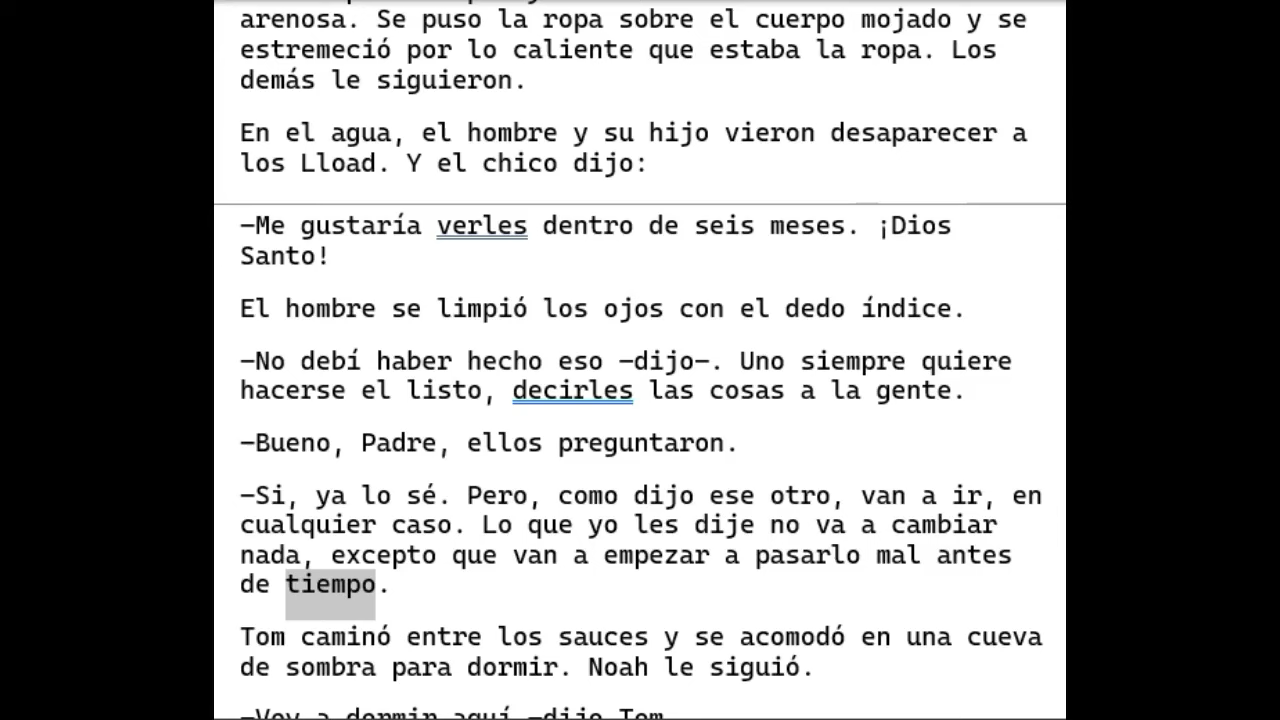 arenosa. Se puso la ropa sobre el cuerpo mojado y se
estremeció por lo caliente que estaba la ropa. Los
demás le siguieron.
En el agua, el hombre y su hijo vieron desaparecer a
los Lload. Y el chico dijo:
—Me gustaría verles dentro de seis meses. ¡Dios
Santo!
El hombre se limpió los ojos con el dedo índice.
—No debí haber hecho eso —dijo—. Uno siempre quiere
hacerse el listo, decirles las cosas a la gente.
—Bueno, Padre, ellos preguntaron.
—Si, ya lo sé. Pero, como dijo ese otro, van a ir, en
cualquier caso. Lo que yo les dije no va a cambiar
nada, excepto que van a empezar a pasarlo mal antes
de tiempo.
Tom caminó entre los sauces y se acomodó en una cueva
de sombra para dormir. Noah le siguió.
—Voy a dormir aquí —dijo Tom